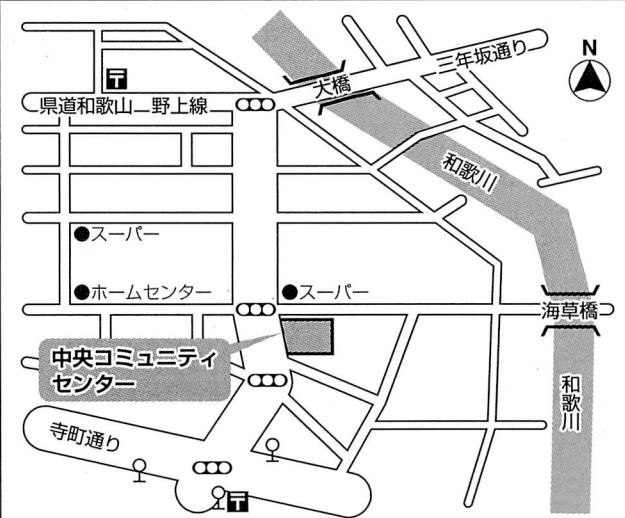 N
三年坂通り
大橋
〒
県道和歌山―野上線
和歌川
●スーパー
●ホームセンター
●スーパー
海草橋
中央コミュニティ
センター
和歌川
寺町通り
〒